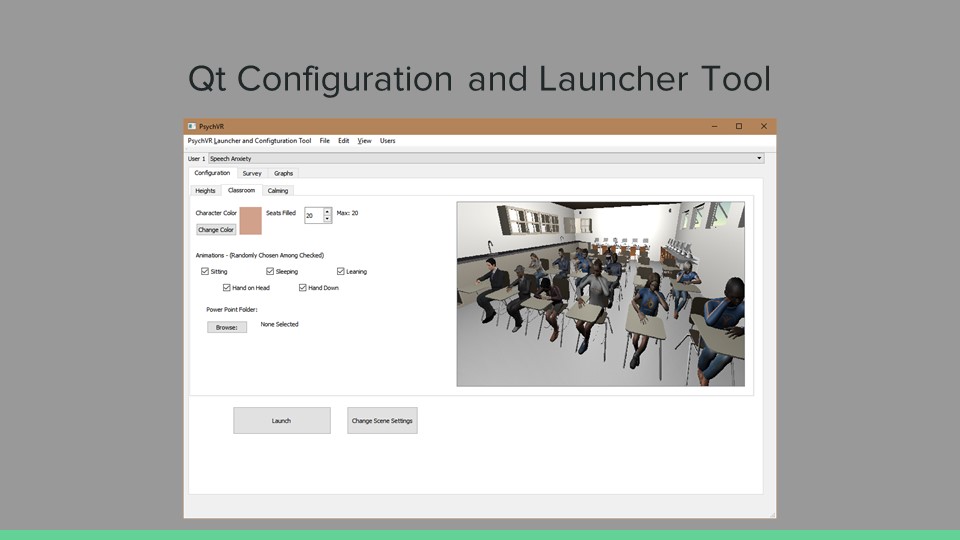 Qt Configuration and Launcher Tool
PsychVR
PsychVR Launcher and Configturation Tool File Edit View Users
User 1 Speech Anxiety
Configuration Survey Graphs
Heights Classroom Calming
Character Color Seats Filled 20 Max: 20
Change Color
Animations - (Randomly Chosen Among Checked)
Sitting Sleeping Leaning
Hand on Head Hand Down
Power Point Folder:
Browse: None Selected
Launch Change Scene Settings